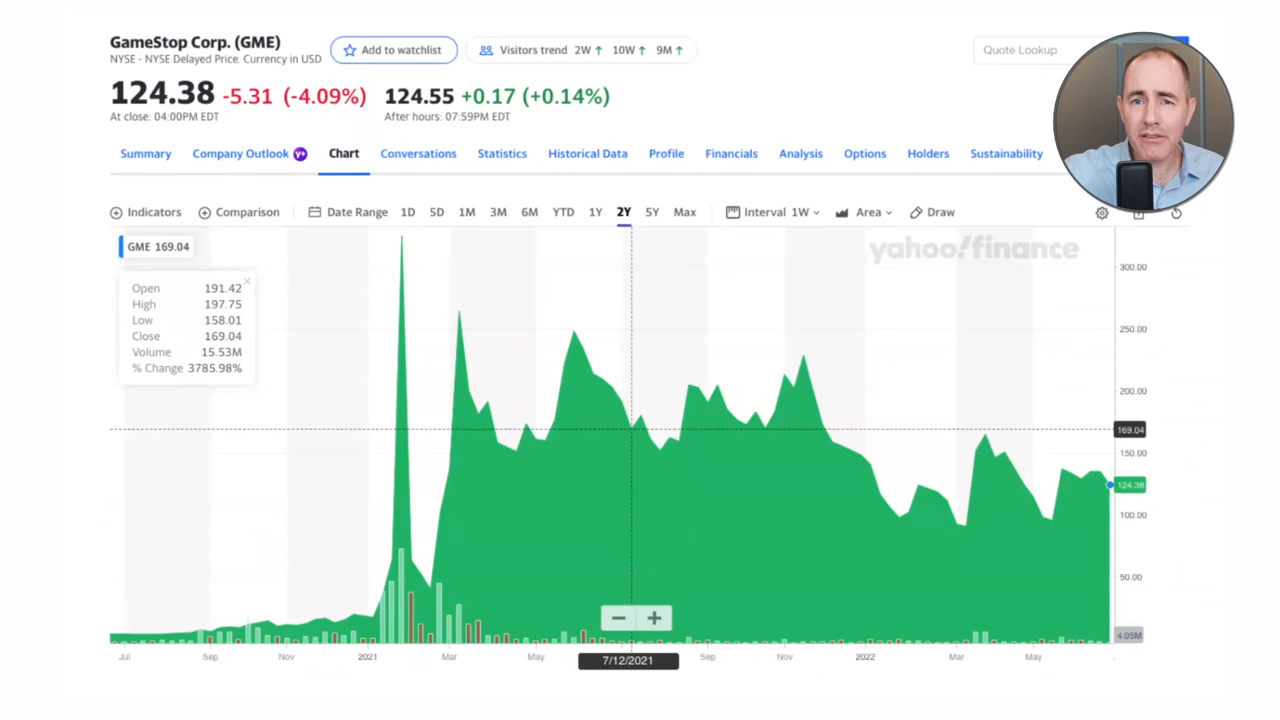 GameStop Corp. (GME)
Add to watchlist
Visitors trend 2W ↑ 10W ↑ 9M ↑
Quote Lookup
NYSE - NYSE Delayed Price. Currency in USD
124.38 -5.31 (-4.09%) 124.55 +0.17 (+0.14%)
At close: 04:00PM EDT After hours: 07:59PM EDT
Summary Company Outlook Y+ Chart Conversations Statistics Historical Data Profile Financials Analysis Options Holders Sustainability
Indicators Comparison Date Range 1D 5D 1M 3M 6M YTD 1Y 2Y 5Y Max Interval 1W Area Draw
GME 169.04
yahoo!finance
Open 191.42
High 197.75
Low 158.01
Close 169.04
Volume 15.53M
% Change 3785.98%
300.00
250.00
200.00
169.04
150.00
124.38
100.00
50.00
4.05M
Jul Sep Nov 2021 Mar May 7/12/2021 Sep Nov 2022 Mar May